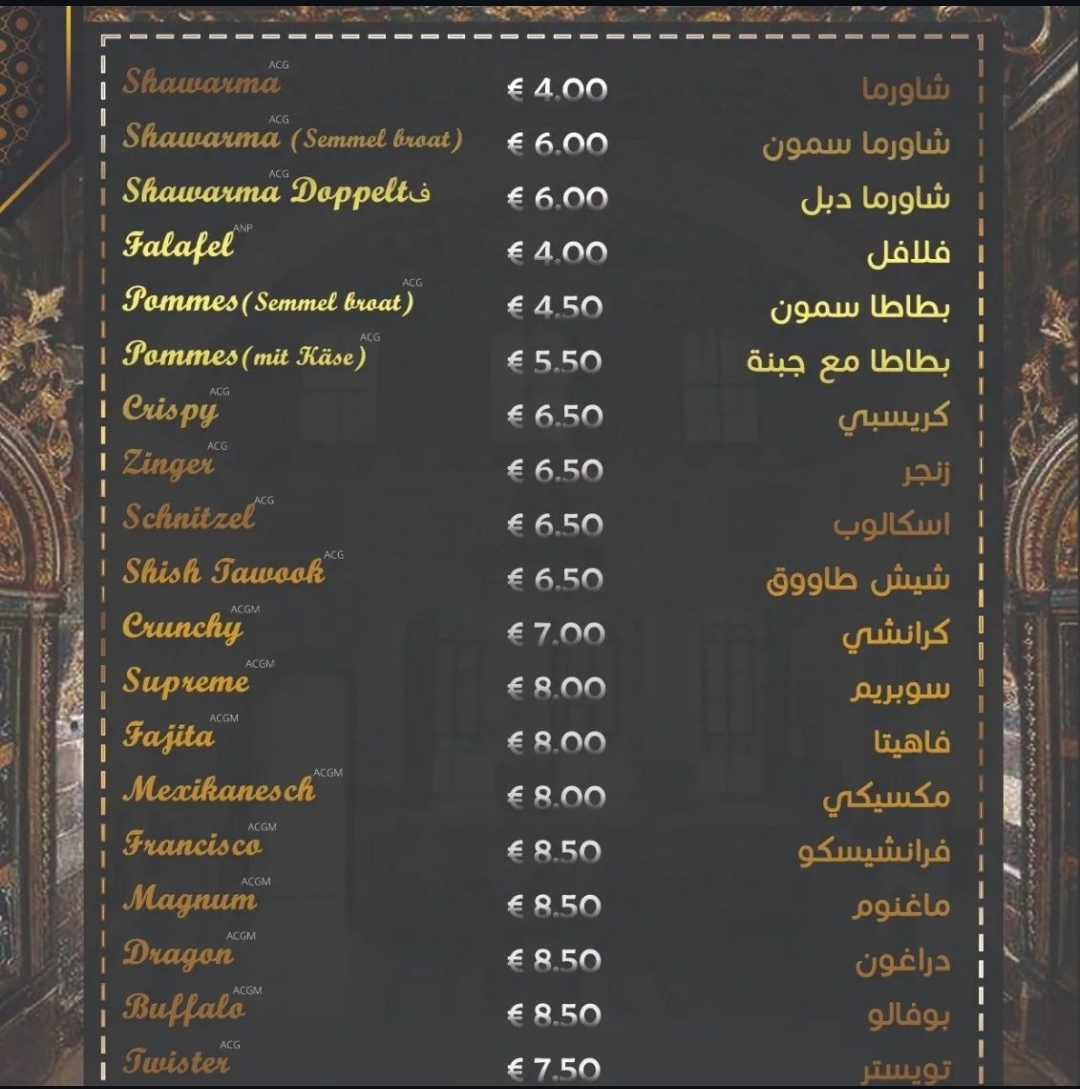 Shawarma ACG € 4.00 شاورما
Shawarma ACG (Semmel broat) € 6.00 شاورما سمون
Shawarma ACG Doppeltف € 6.00 شاورما دبل
Falafel ANP € 4.00 فلافل
Pommes(Semmel broat) ACG € 4.50 بطاطا سمون
Pommes(mit Käse) ACG € 5.50 بطاطا مع جبنة
Crispy ACG € 6.50 كريسبي
Zinger ACG € 6.50 زنجر
Schnitzel ACG € 6.50 اسكالوب
Shish Tawook ACG € 6.50 شيش طاووق
Crunchy ACGM € 7.00 كرانشي
Supreme ACGM € 8.00 سوبريم
Fajita ACGM € 8.00 فاهيتا
Mexikanesch ACGM € 8.00 مكسيكي
Francisco ACGM € 8.50 فرانشيسكو
Magnum ACGM € 8.50 ماغنوم
Dragon ACGM € 8.50 دراغون
Buffalo ACGM € 8.50 بوفالو
Twister ACG € 7.50 تويستر